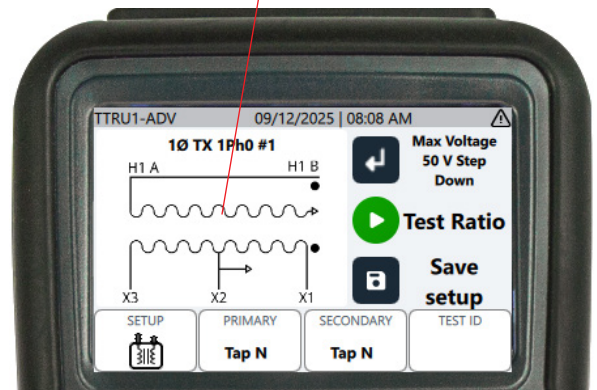 TTRU1-ADV 09/12/2025 | 08:08 AM
1Ø TX 1Ph0 #1
H1 A H1 B
X3 X2 X1
Max Voltage
50 V Step
Down
Test Ratio
Save
setup
SETUP PRIMARY SECONDARY TEST ID
Tap N Tap N